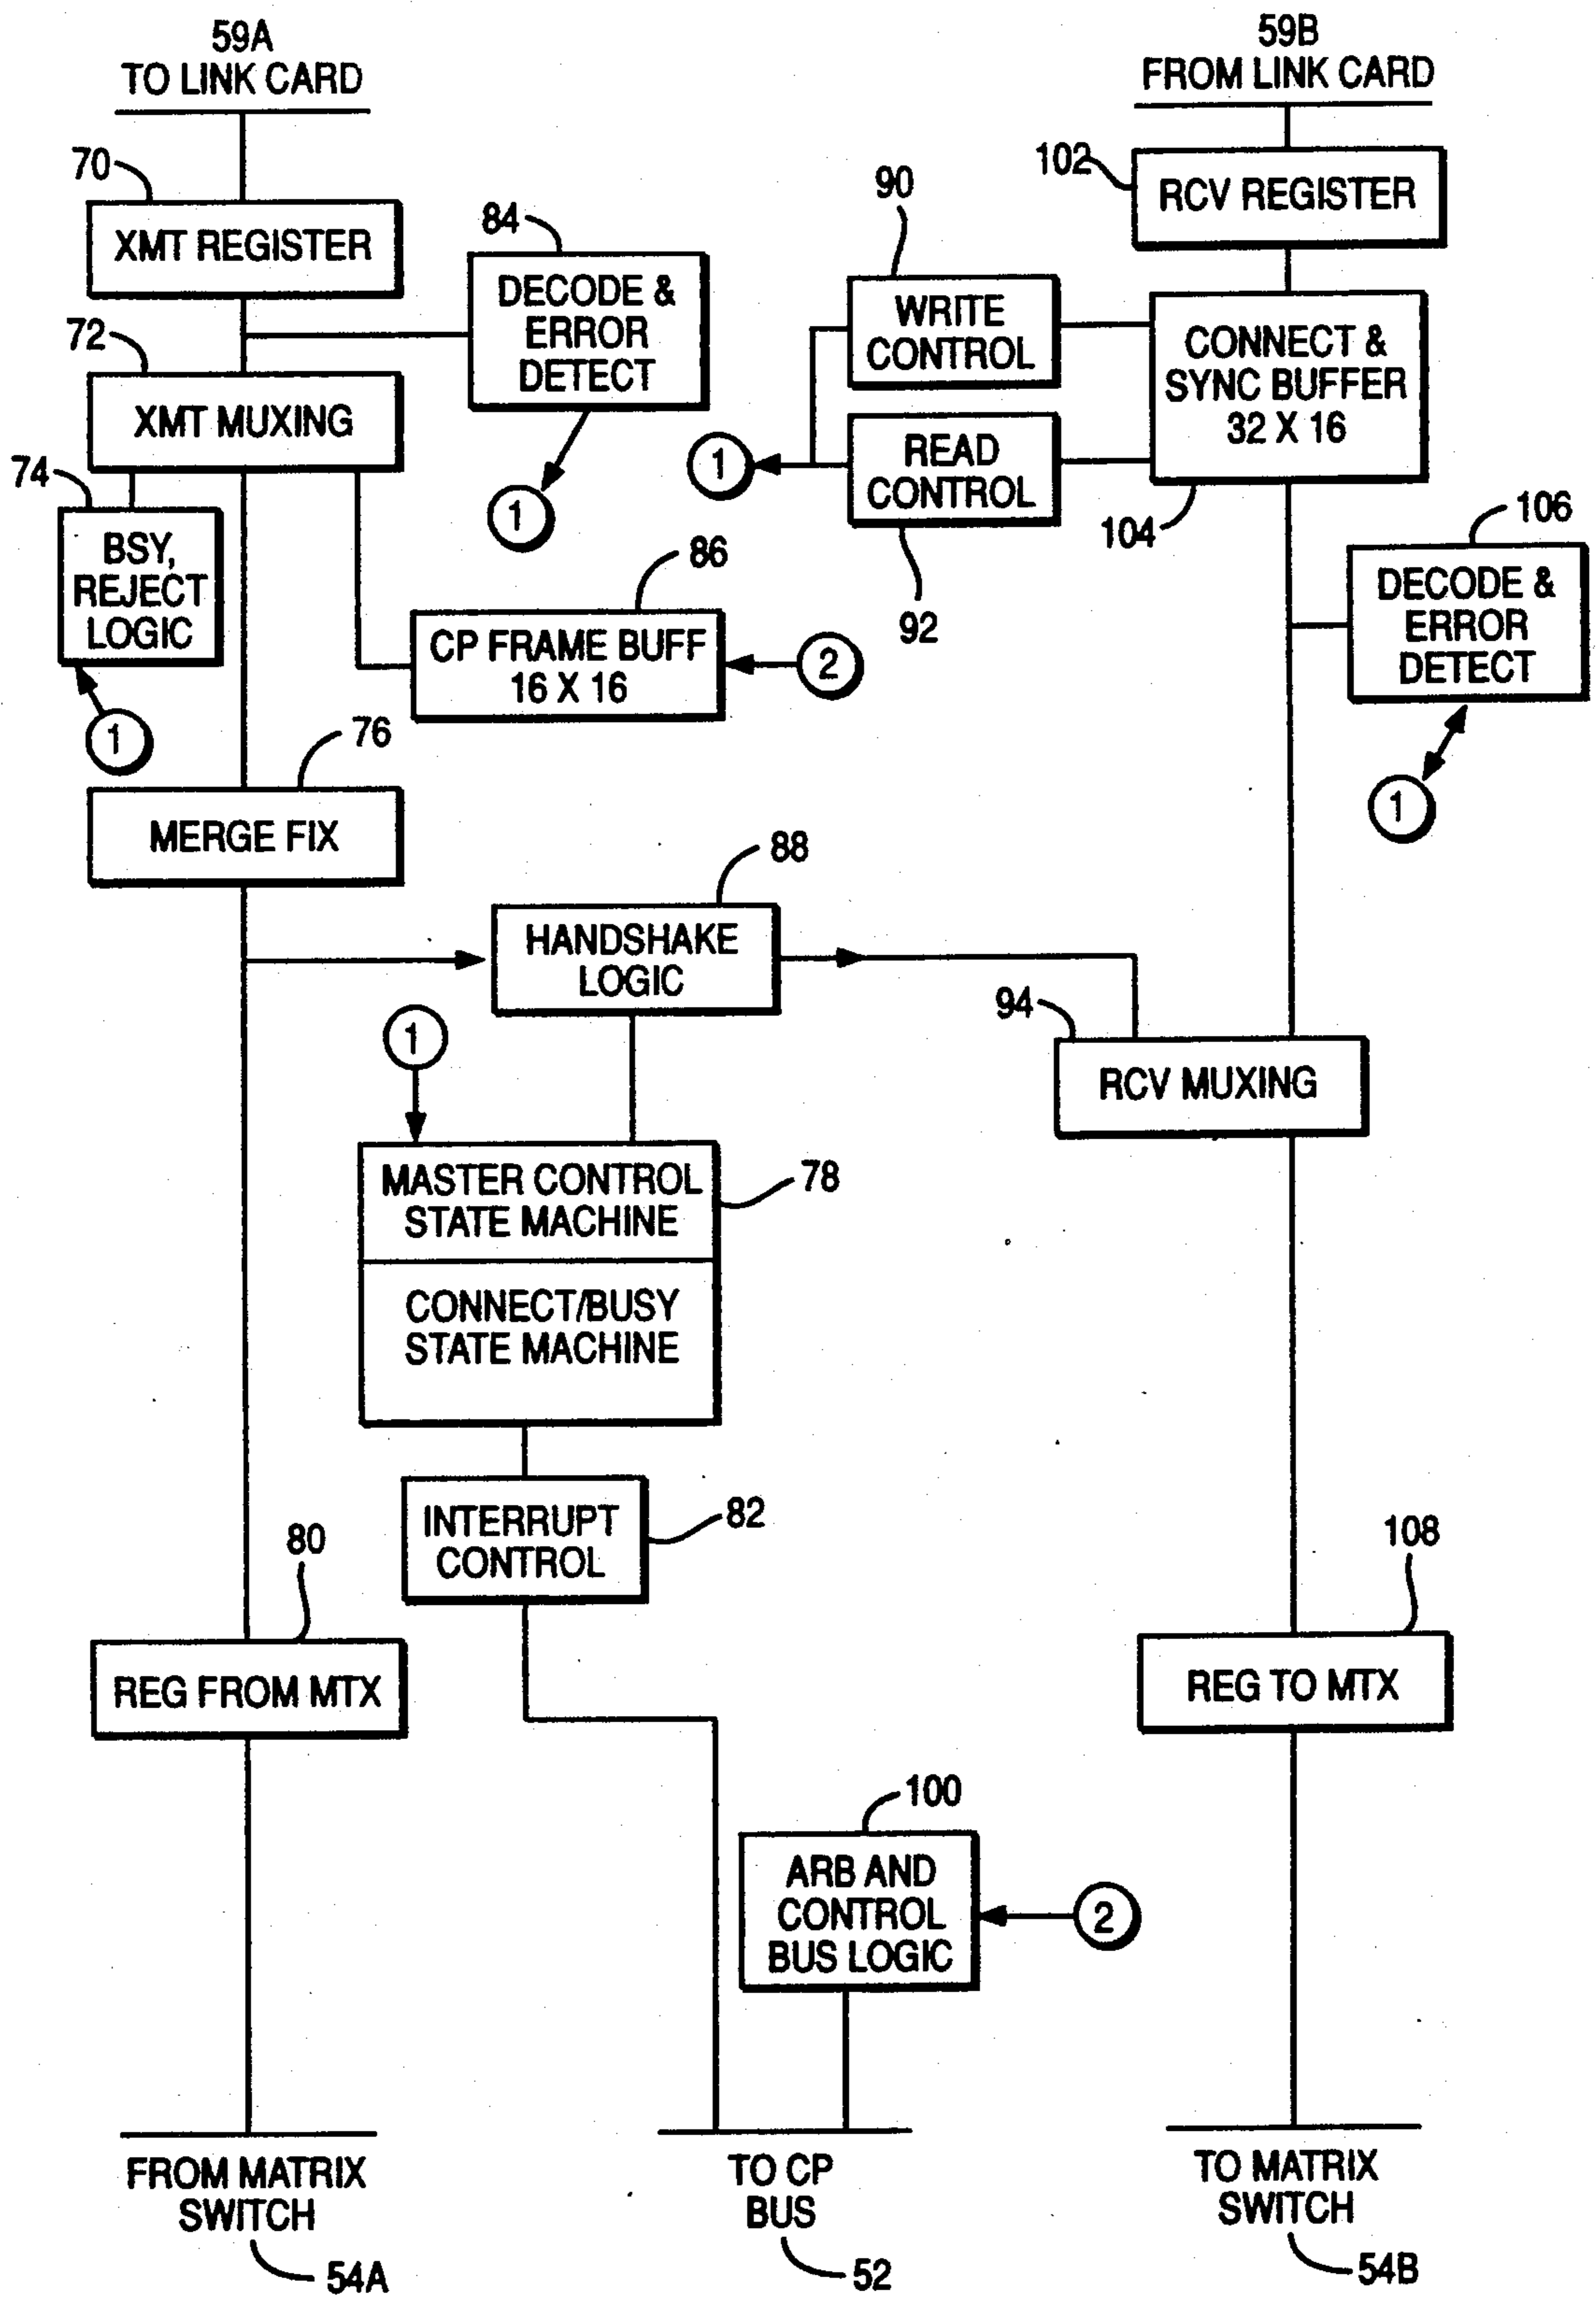 59A
TO LINK CARD
59B
FROM LINK CARD
70
XMT REGISTER
84
DECODE &
ERROR
DETECT
1
90
WRITE
CONTROL
102
RCV REGISTER
72
XMT MUXING
1
READ
CONTROL
92
CONNECT &
SYNC BUFFER
32 X 16
104
74
BSY,
REJECT
LOGIC
1
86
CP FRAME BUFF
16 X 16
2
106
DECODE &
ERROR
DETECT
1
76
MERGE FIX
88
HANDSHAKE
LOGIC
94
RCV MUXING
1
MASTER CONTROL
STATE MACHINE
78
CONNECT/BUSY
STATE MACHINE
INTERRUPT
CONTROL
82
80
REG FROM MTX
108
REG TO MTX
100
ARB AND
CONTROL
BUS LOGIC
2
FROM MATRIX
SWITCH
54A
TO CP
BUS
52
TO MATRIX
SWITCH
54B